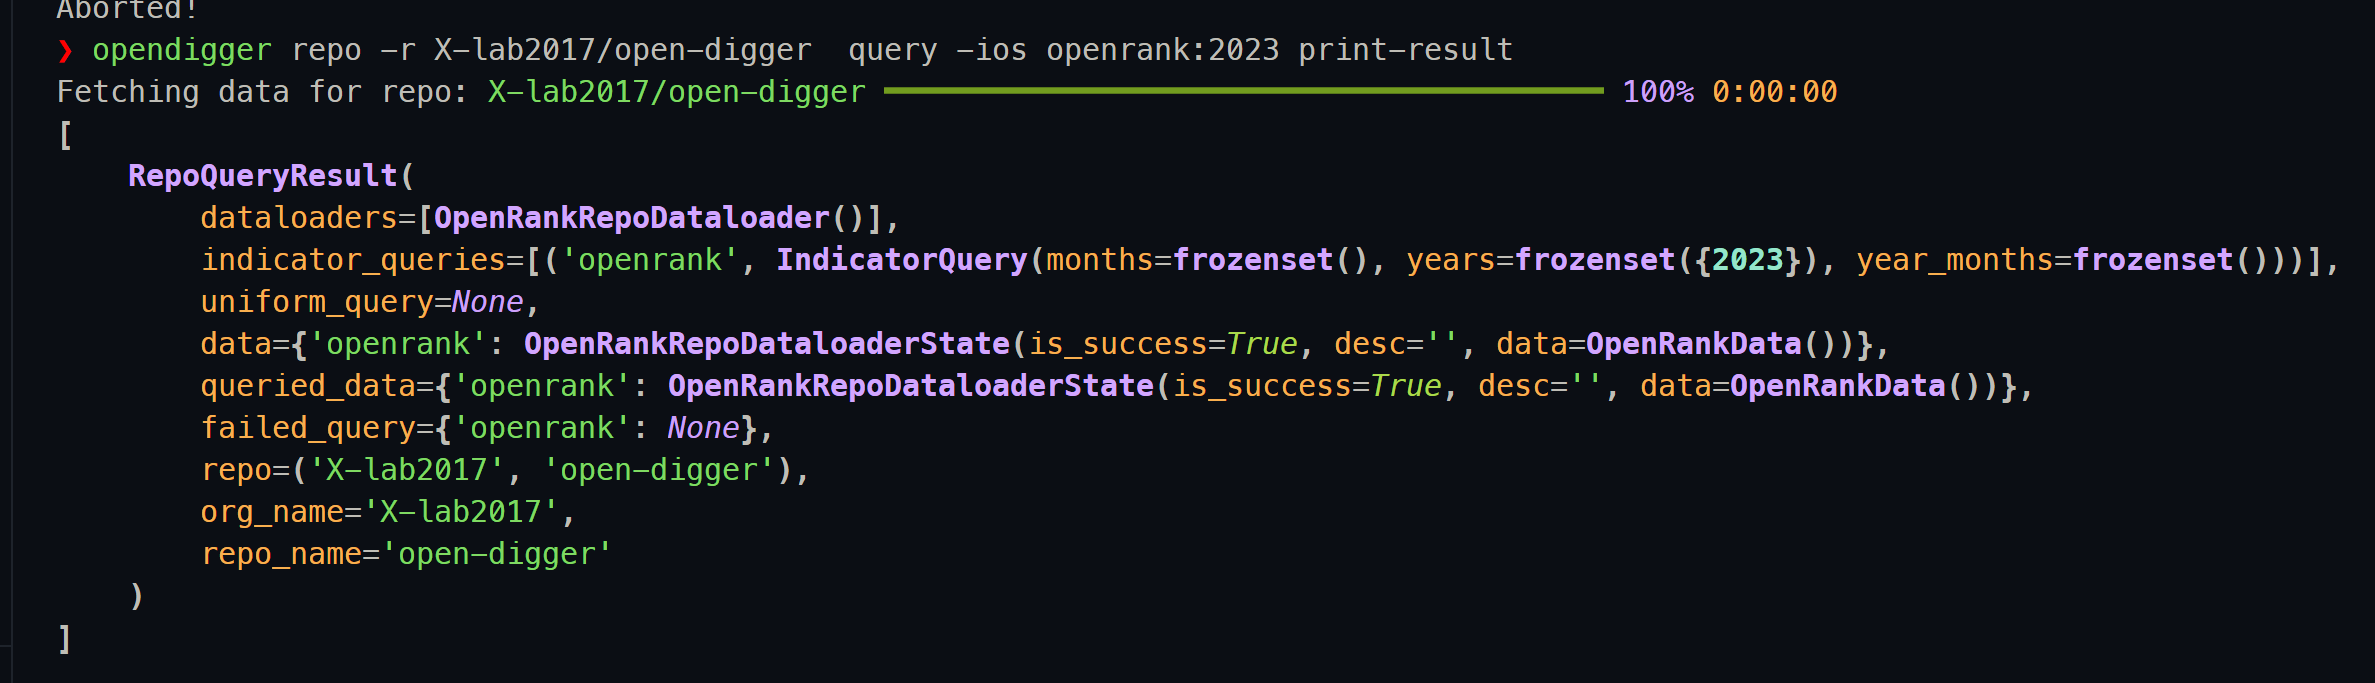 Aborted!
❯ opendigger repo -r X-lab2017/open-digger  query -ios openrank:2023 print-result
Fetching data for repo: X-lab2017/open-digger 100% 0:00:00
[
    RepoQueryResult(
        dataloaders=[OpenRankRepoDataloader()],
        indicator_queries=[('openrank', IndicatorQuery(months=frozenset(), years=frozenset({2023}), year_months=frozenset()))],
        uniform_query=None,
        data={'openrank': OpenRankRepoDataloaderState(is_success=True, desc='', data=OpenRankData())},
        queried_data={'openrank': OpenRankRepoDataloaderState(is_success=True, desc='', data=OpenRankData())},
        failed_query={'openrank': None},
        repo=('X-lab2017', 'open-digger'),
        org_name='X-lab2017',
        repo_name='open-digger'
    )
]